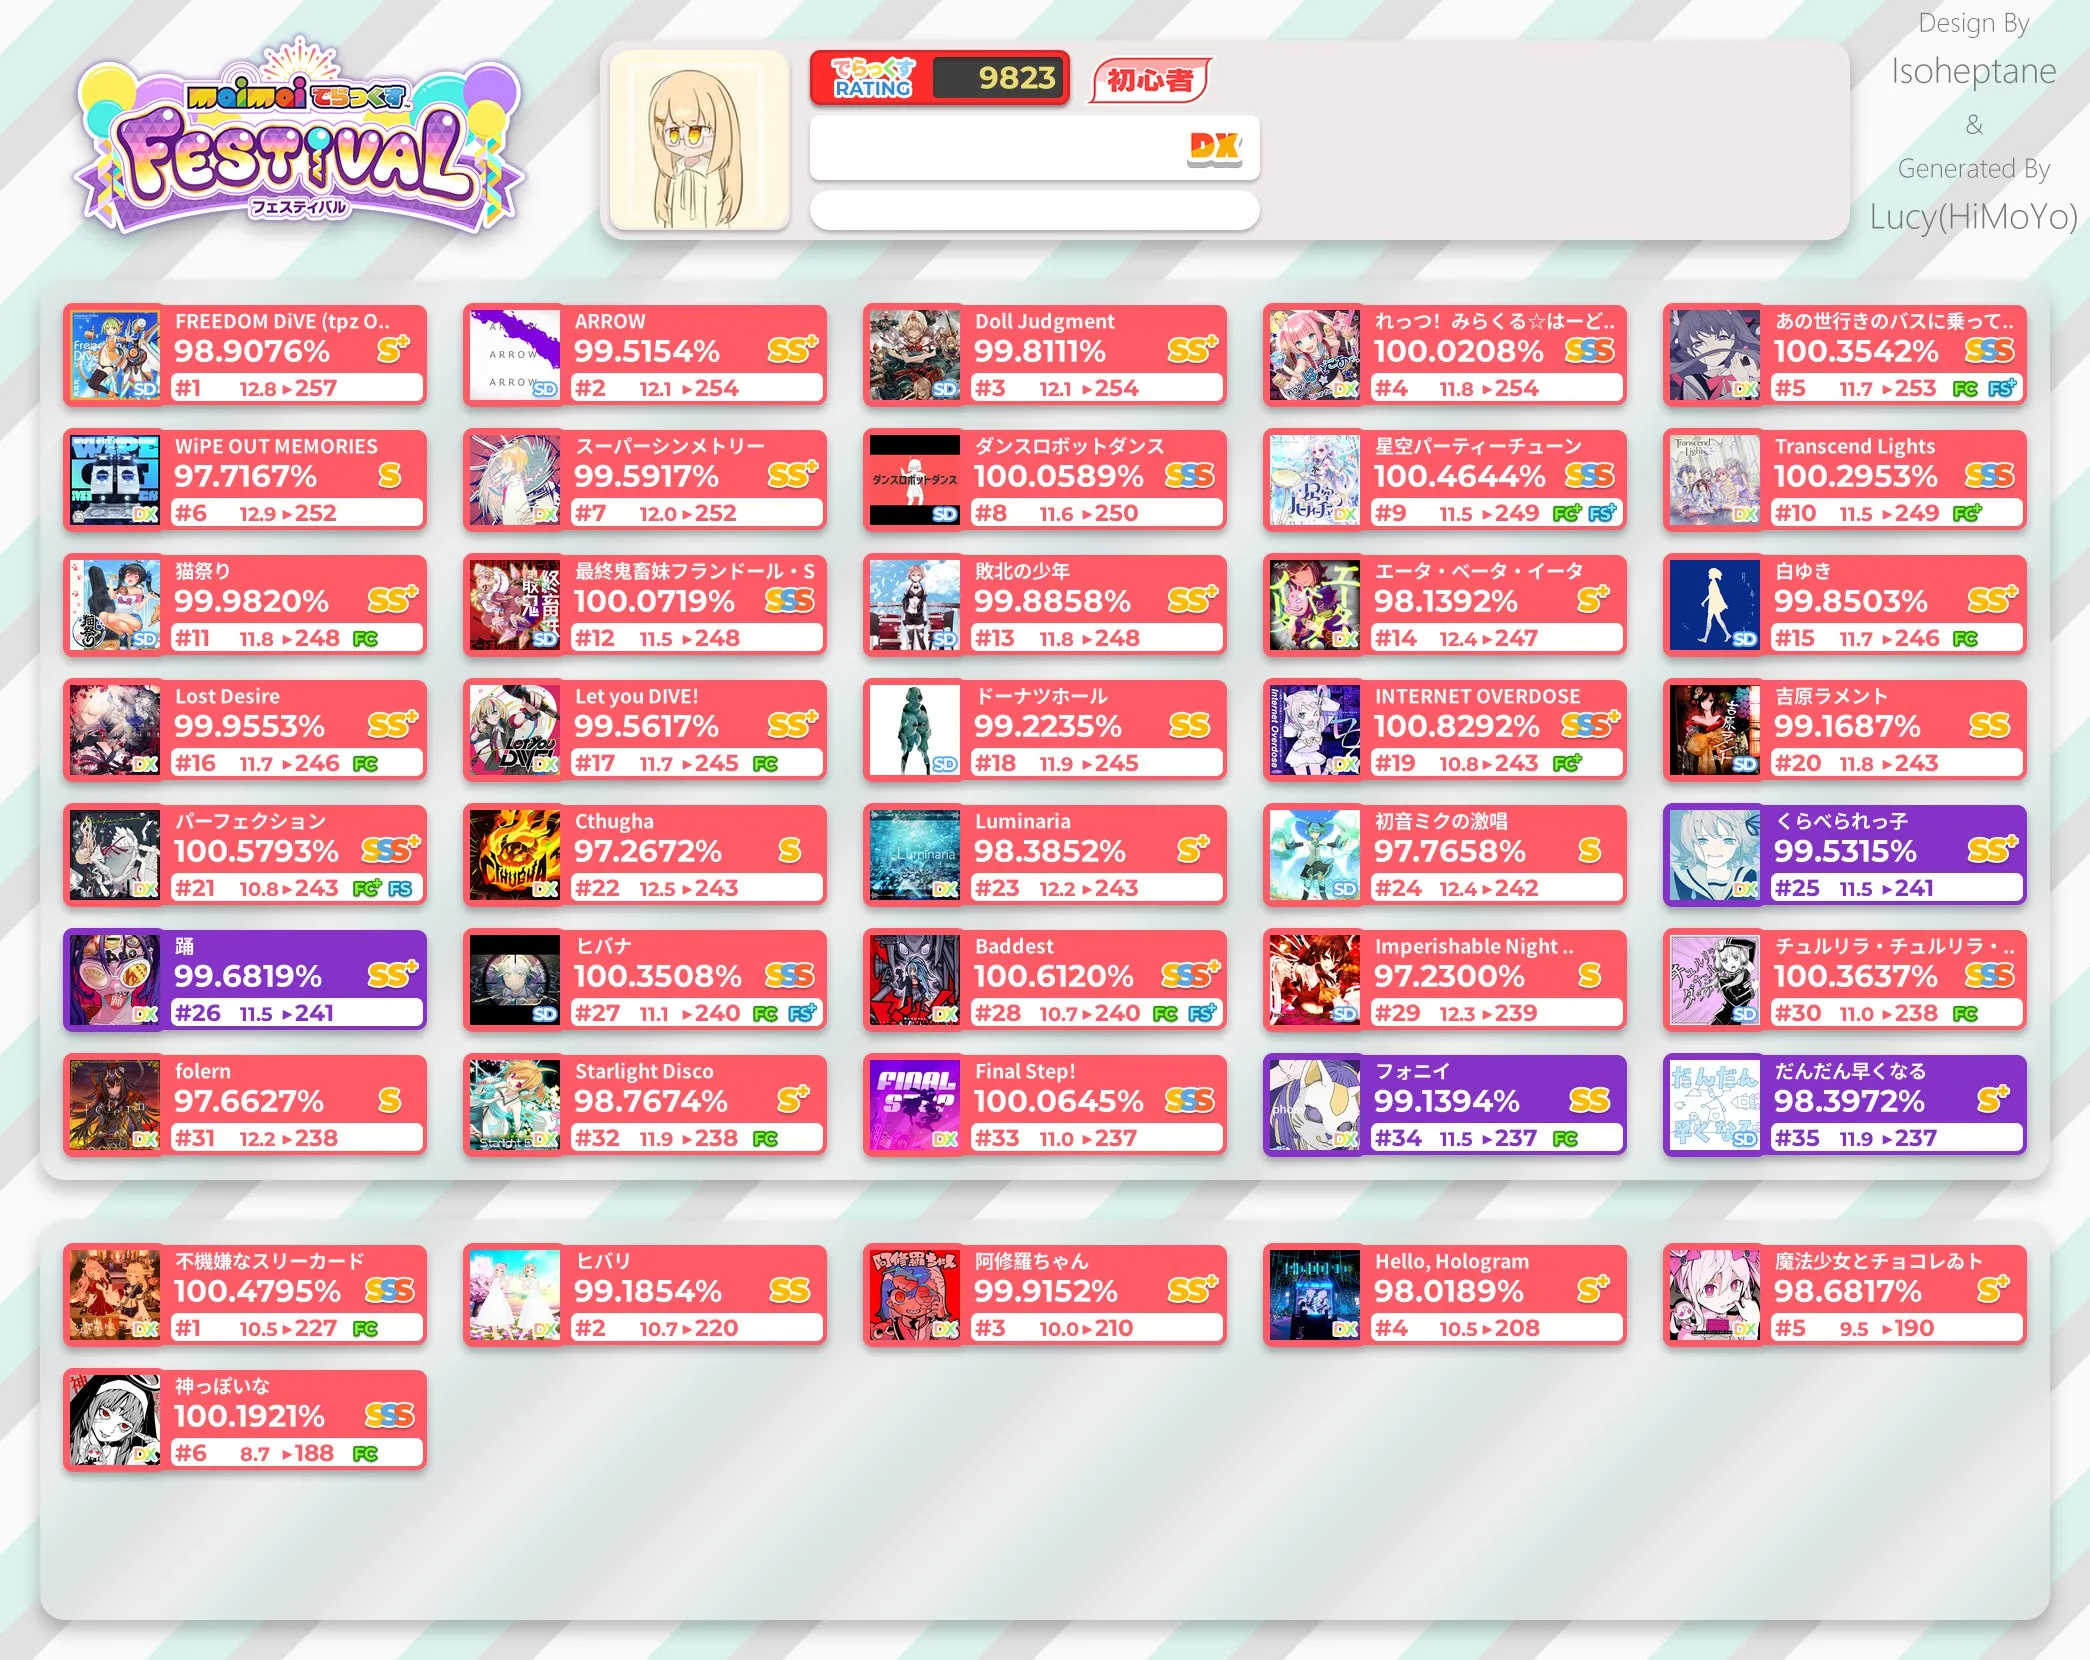 Design By
Isoheptane
&
Generated By
Lucy(HiMoYo)
maimai でらっくす
FESTiVAL
フェスティバル
でらっくす
RATING
9823
初心者
DX
FREEDOM DiVE (tpz O..
98.9076% S+
SD
#1 12.8 ▸257
ARROW
99.5154% SS+
SD
#2 12.1 ▸254
Doll Judgment
99.8111% SS+
SD
#3 12.1 ▸254
れっつ！みらくる☆はーど..
100.0208% SSS
DX
#4 11.8 ▸254
あの世行きのバスに乗って..
100.3542% SSS
DX
#5 11.7 ▸253 FC FS+
WiPE OUT MEMORIES
97.7167% S
DX
#6 12.9 ▸252
スーパーシンメトリー
99.5917% SS+
DX
#7 12.0 ▸252
ダンスロボットダンス
100.0589% SSS
ダンスロボットダンス
SD
#8 11.6 ▸250
星空パーティーチューン
100.4644% SSS
DX
#9 11.5 ▸249 FC+ FS+
Transcend Lights
100.2953% SSS
DX
#10 11.5 ▸249 FC+
猫祭り
99.9820% SS+
SD
#11 11.8 ▸248 FC
最終鬼畜妹フランドール・S
100.0719% SSS
SD
#12 11.5 ▸248
敗北の少年
99.8858% SS+
SD
#13 11.8 ▸248
エータ・ベータ・イータ
98.1392% S+
DX
#14 12.4 ▸247
白ゆき
99.8503% SS+
SD
#15 11.7 ▸246 FC
Lost Desire
99.9553% SS+
DX
#16 11.7 ▸246 FC
Let you DIVE!
99.5617% SS+
DX
#17 11.7 ▸245 FC
ドーナツホール
99.2235% SS
SD
#18 11.9 ▸245
INTERNET OVERDOSE
100.8292% SSS+
DX
#19 10.8 ▸243 FC+
吉原ラメント
99.1687% SS
SD
#20 11.8 ▸243
パーフェクション
100.5793% SSS+
DX
#21 10.8 ▸243 FC+ FS
Cthugha
97.2672% S
DX
#22 12.5 ▸243
Luminaria
98.3852% S+
DX
#23 12.2 ▸243
初音ミクの激唱
97.7658% S
SD
#24 12.4 ▸242
くらべられっ子
99.5315% SS+
DX
#25 11.5 ▸241
踊
99.6819% SS+
DX
#26 11.5 ▸241
ヒバナ
100.3508% SSS
SD
#27 11.1 ▸240 FC FS+
Baddest
100.6120% SSS+
DX
#28 10.7 ▸240 FC FS+
Imperishable Night ..
97.2300% S
SD
#29 12.3 ▸239
チュルリラ・チュルリラ・..
100.3637% SSS
SD
#30 11.0 ▸238 FC
folern
97.6627% S
DX
#31 12.2 ▸238
Starlight Disco
98.7674% S+
DX
#32 11.9 ▸238 FC
Final Step!
100.0645% SSS
DX
#33 11.0 ▸237
フォニイ
99.1394% SS
DX
#34 11.5 ▸237 FC
だんだん早くなる
98.3972% S+
SD
#35 11.9 ▸237
不機嫌なスリーカード
100.4795% SSS
DX
#1 10.5 ▸227 FC
ヒバリ
99.1854% SS
DX
#2 10.7 ▸220
阿修羅ちゃん
99.9152% SS+
DX
#3 10.0 ▸210
Hello, Hologram
98.0189% S+
DX
#4 10.5 ▸208
魔法少女とチョコレゐト
98.6817% S+
DX
#5 9.5 ▸190
神っぽいな
100.1921% SSS
DX
#6 8.7 ▸188 FC